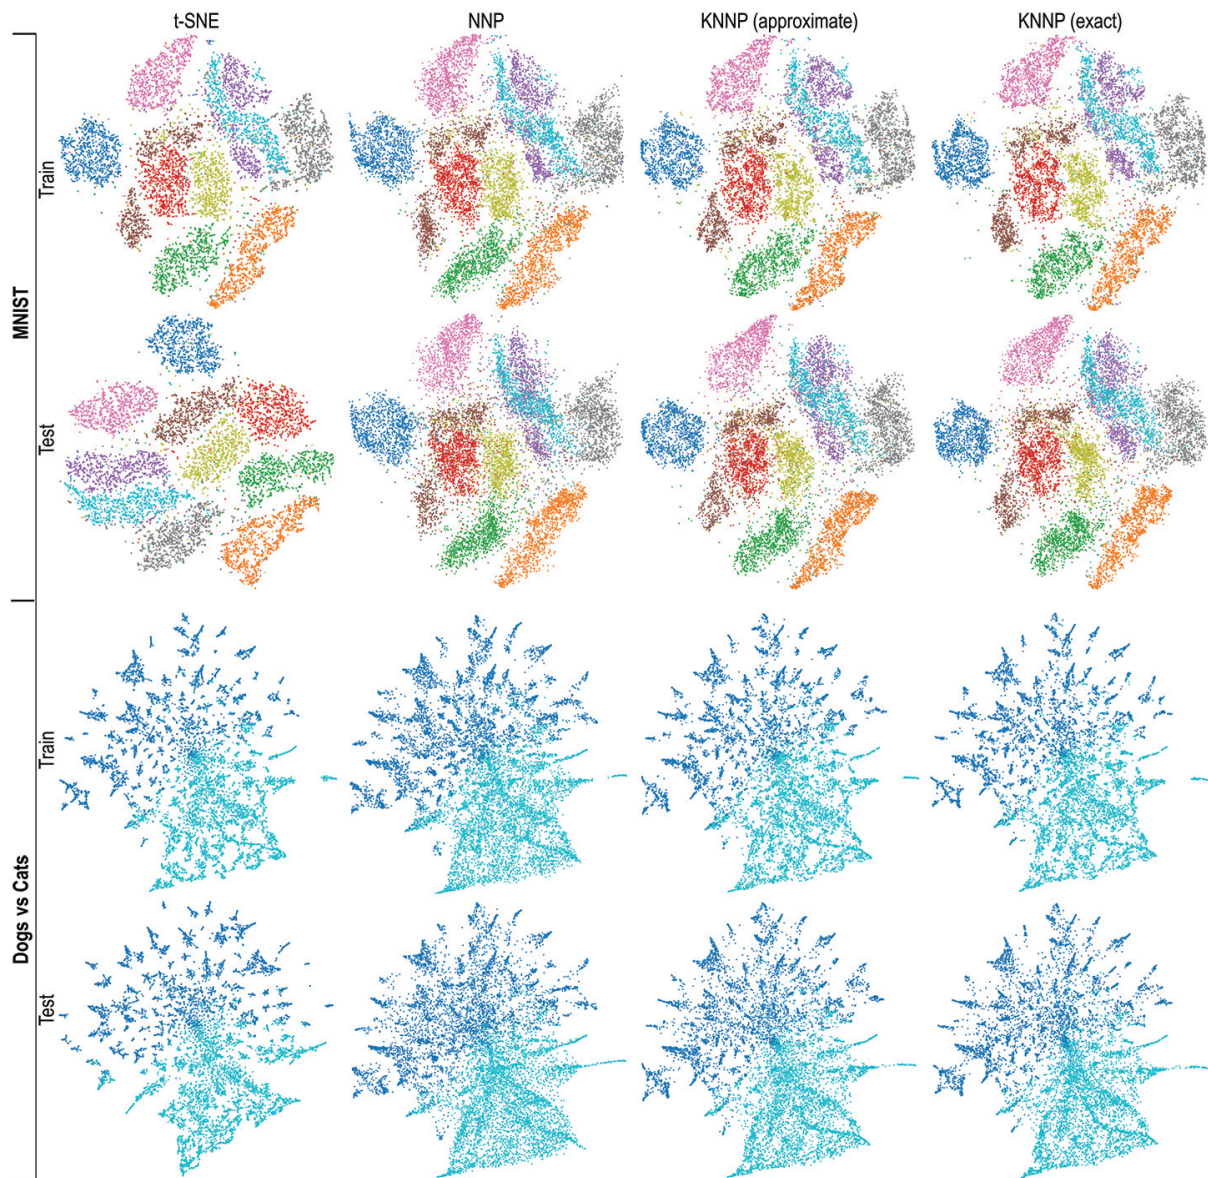 t-SNE
NNP
KNNP (approximate)
KNNP (exact)
MNIST
Train
Test
Dogs vs Cats
Train
Test